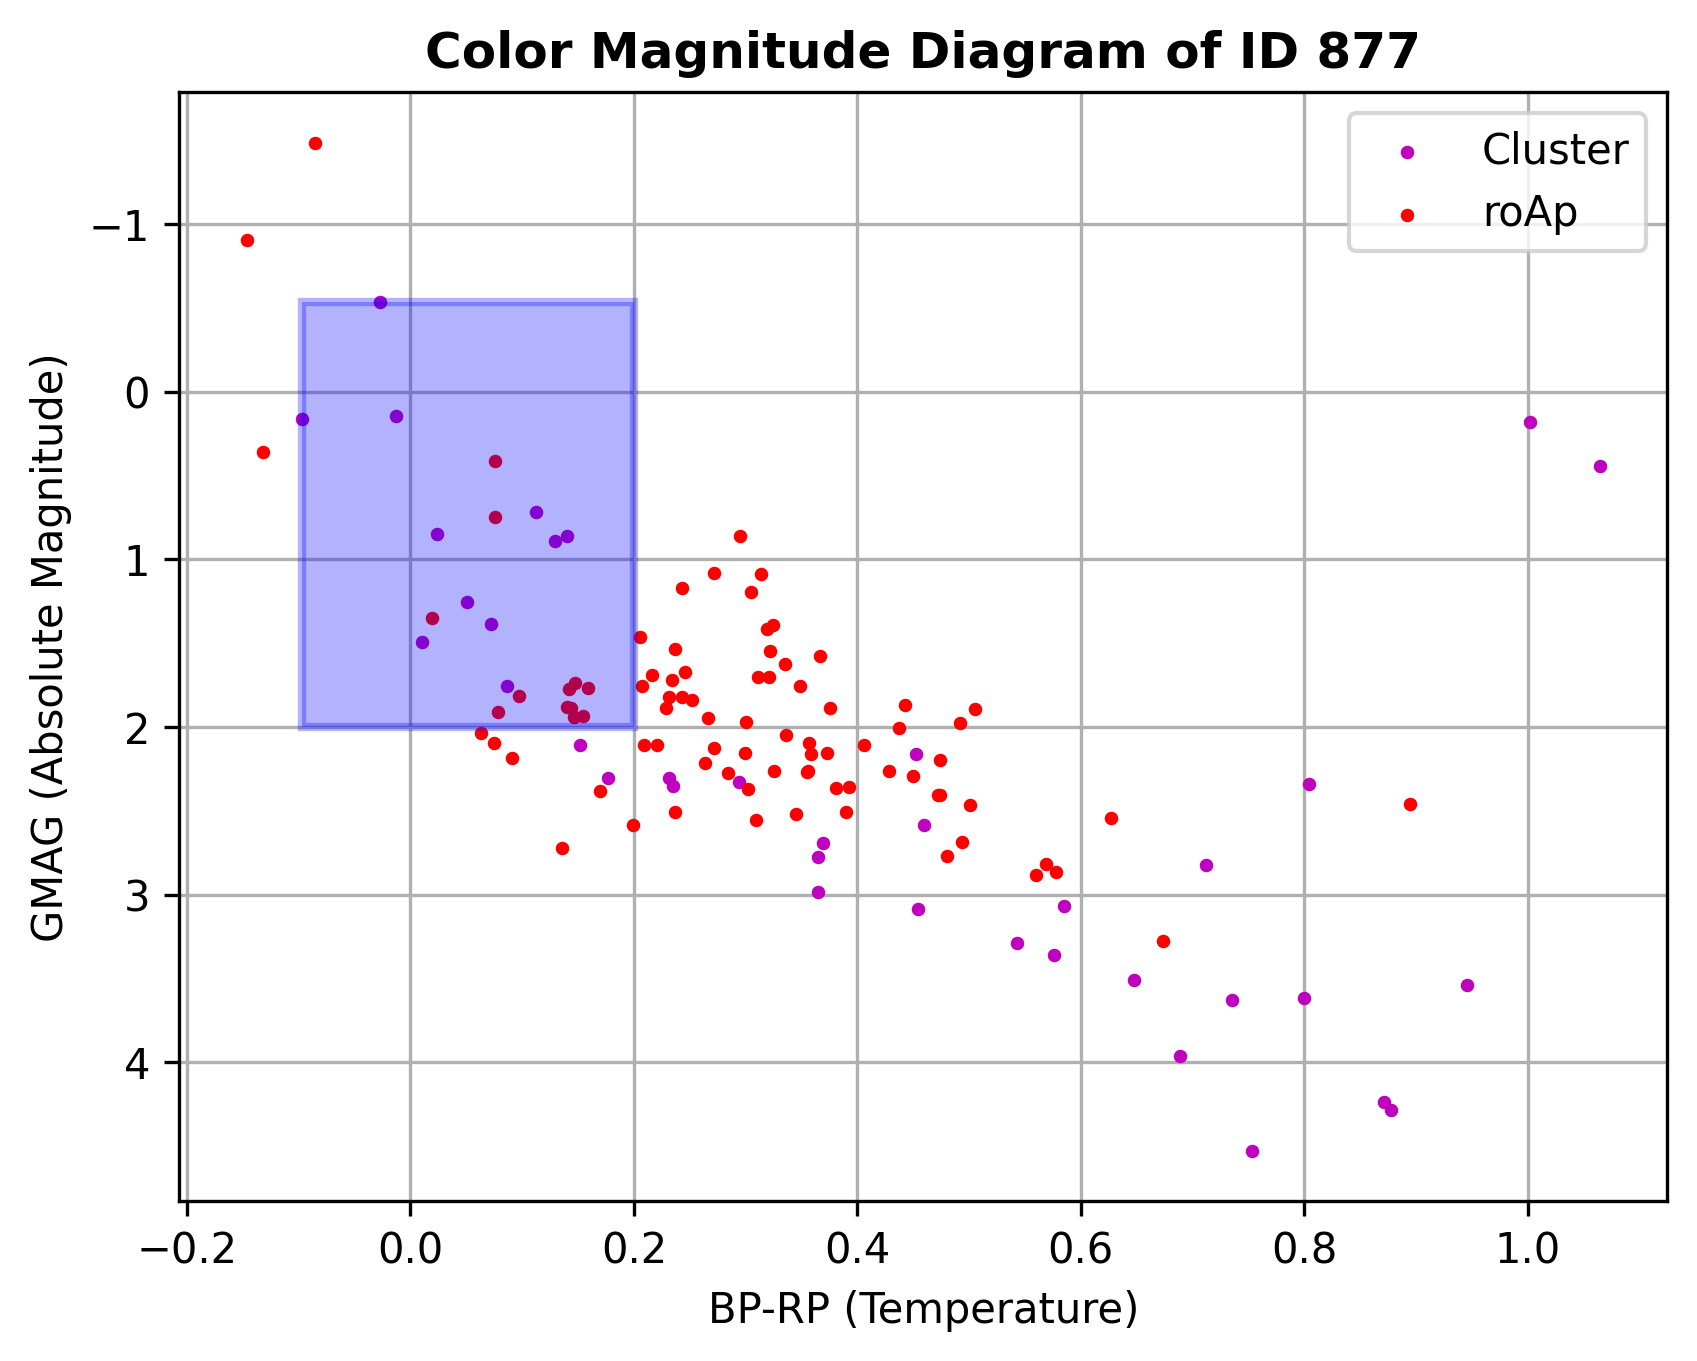 Color Magnitude Diagram of ID 877
Cluster
roAp
−1
0
1
2
3
4
GMAG (Absolute Magnitude)
−0.2 0.0 0.2 0.4 0.6 0.8 1.0
BP-RP (Temperature)